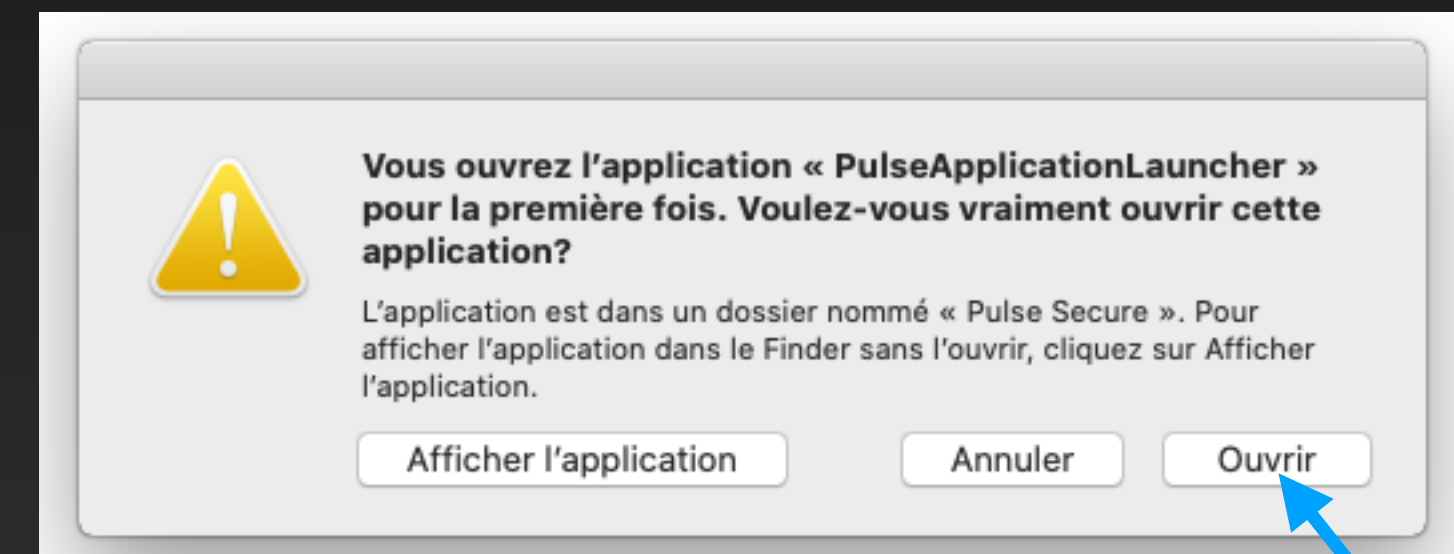 Vous ouvrez l’application « PulseApplicationLauncher »
pour la première fois. Voulez-vous vraiment ouvrir cette
application?
L’application est dans un dossier nommé « Pulse Secure ». Pour
afficher l’application dans le Finder sans l’ouvrir, cliquez sur Afficher
l’application.
Afficher l’application Annuler Ouvrir